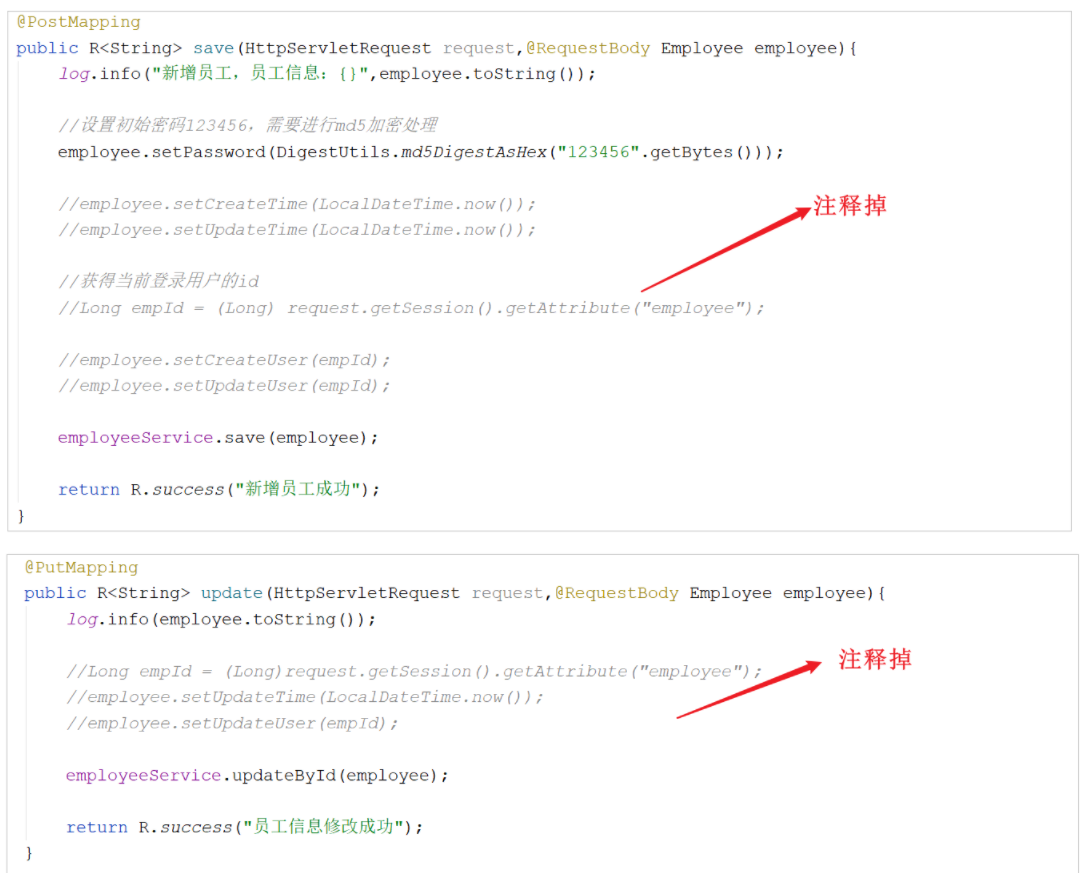 @PostMapping
public R<String> save(HttpServletRequest request,@RequestBody Employee employee){
log.info("新增员工，员工信息：{}",employee.toString());
//设置初始密码123456，需要进行md5加密处理
employee.setPassword(DigestUtils.md5DigestAsHex("123456".getBytes()));
//employee.setCreateTime(LocalDateTime.now());
注释掉
//employee.setUpdateTime(LocalDateTime.now());
//获得当前登录用户的id
//Long empId = (Long) request.getSession().getAttribute("employee");
//employee.setCreateUser(empId);
//employee.setUpdateUser(empId);
employeeService.save(employee);
return R.success("新增员工成功");
}
@PutMapping
public R<String> update(HttpServletRequest request,@RequestBody Employee employee){
log.info(employee.toString());
//Long empId = (Long)request.getSession().getAttribute("employee");
注释掉
//employee.setUpdateTime(LocalDateTime.now());
//employee.setUpdateUser(empId);
employeeService.updateById(employee);
return R.success("员工信息修改成功");
}